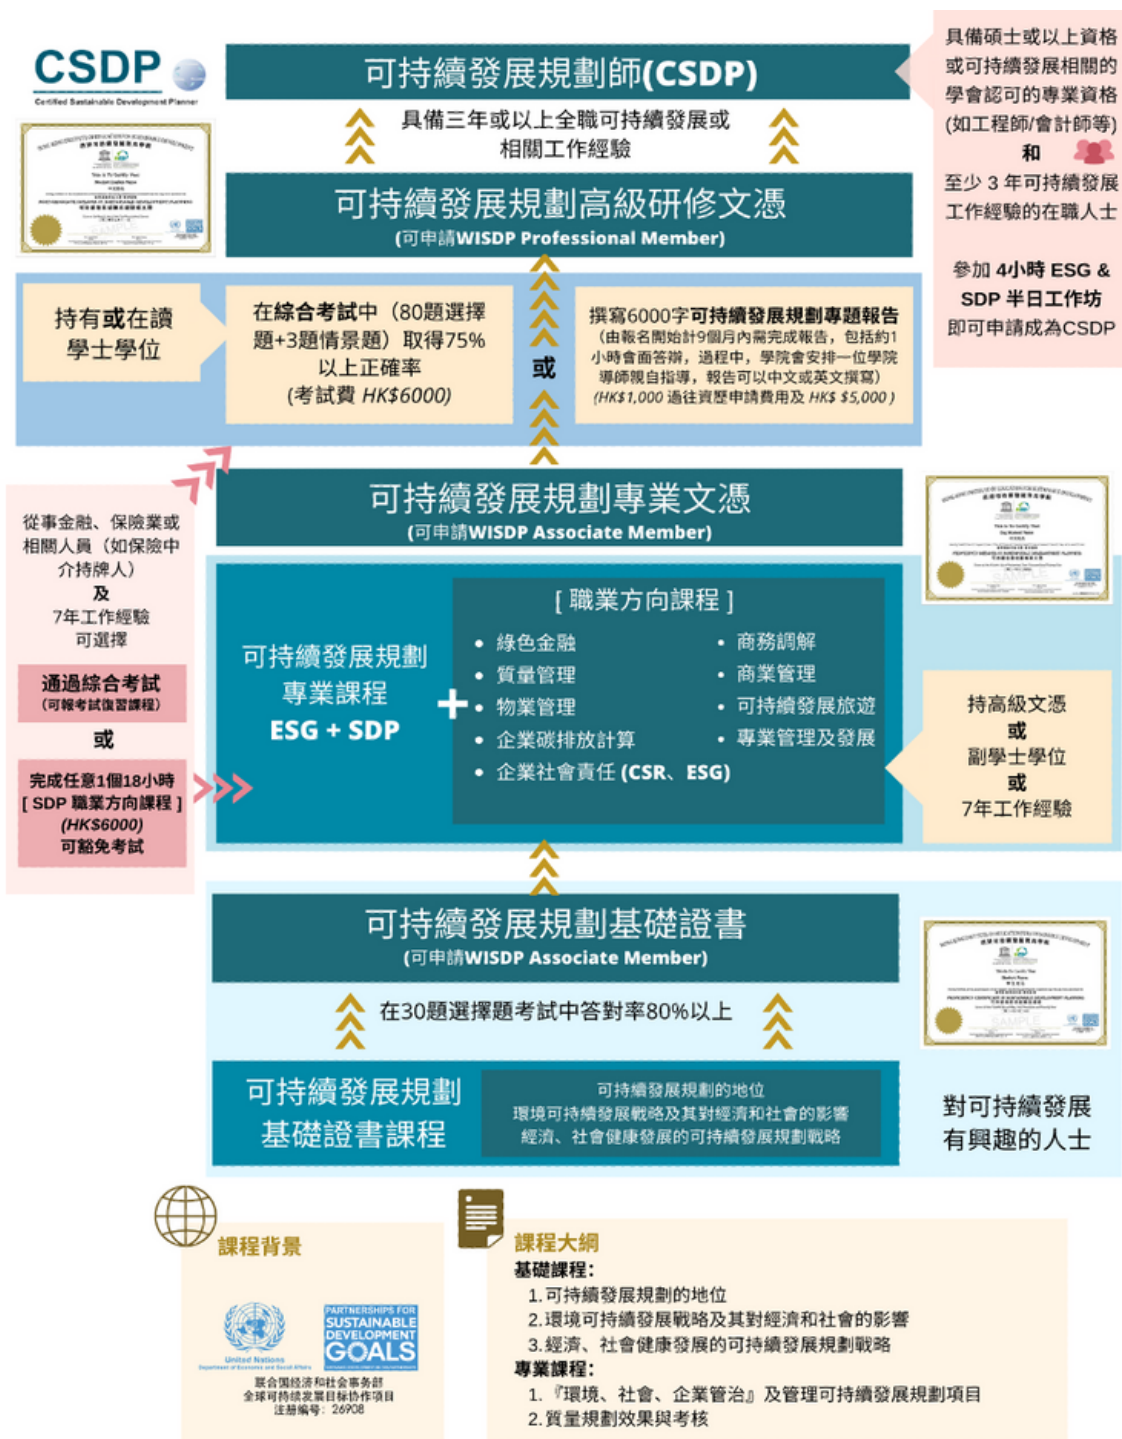 CSDP
Certified Sustainable Development Planner
可持續發展規劃師(CSDP)
具備三年或以上全職可持續發展或
相關工作經驗
可持續發展規劃高級研修文憑
(可申請WISDP Professional Member)
具備碩士或以上資格
或可持續發展相關的
學會認可的專業資格
(如工程師/會計師等)
和
至少 3 年可持續發展
工作經驗的在職人士
參加 4小時 ESG &
SDP 半日工作坊
即可申請成為CSDP
持有或在讀
學士學位
在綜合考試中（80題選擇
題+3題情景題）取得75%
以上正確率
(考試費 HK$6000)
或
撰寫6000字可持續發展規劃專題報告
（由報名開始計9個月內需完成報告，包括約1
小時會面答辦，過程中，學院會安排一位學院
導師親自指導，報告可以中文或英文撰寫）
(HK$1,000 過往資歷申請費用及 HK$ $5,000 )
可持續發展規劃專業文憑
(可申請WISDP Associate Member)
從事金融、保險業或
相關人員（如保險中
介持牌人）
及
7年工作經驗
可選擇
通過綜合考試
（可報考試復習課程）
或
完成任意1個18小時
[ SDP 職業方向課程 ]
(HK$6000)
可豁免考試
可持續發展規劃
專業課程
ESG + SDP
+
[ 職業方向課程 ]
• 綠色金融
• 質量管理
• 物業管理
• 企業碳排放計算
• 企業社會責任 (CSR、ESG)
• 商務調解
• 商業管理
• 可持續發展旅遊
• 專業管理及發展
持高級文憑
或
副學士學位
或
7年工作經驗
可持續發展規劃基礎證書
(可申請WISDP Associate Member)
在30題選擇題考試中答對率80%以上
可持續發展規劃
基礎證書課程
可持續發展規劃的地位
環境可持續發展戰略及其對經濟和社會的影響
經濟、社會健康發展的可持續發展規劃戰略
對可持續發展
有興趣的人士
課程背景
United Nations
Department of Economic and Social Affairs
PARTNERSHIPS FOR
SUSTAINABLE
DEVELOPMENT
GOALS
联合国经济和社会事务部
全球可持续发展目标协作项目
注册编号：26908
課程大綱
基礎課程：
1. 可持續發展規劃的地位
2. 環境可持續發展戰略及其對經濟和社會的影響
3. 經濟、社會健康發展的可持續發展規劃戰略
專業課程：
1. 『環境、社會、企業管治』及管理可持續發展規劃項目
2. 質量規劃效果與考核